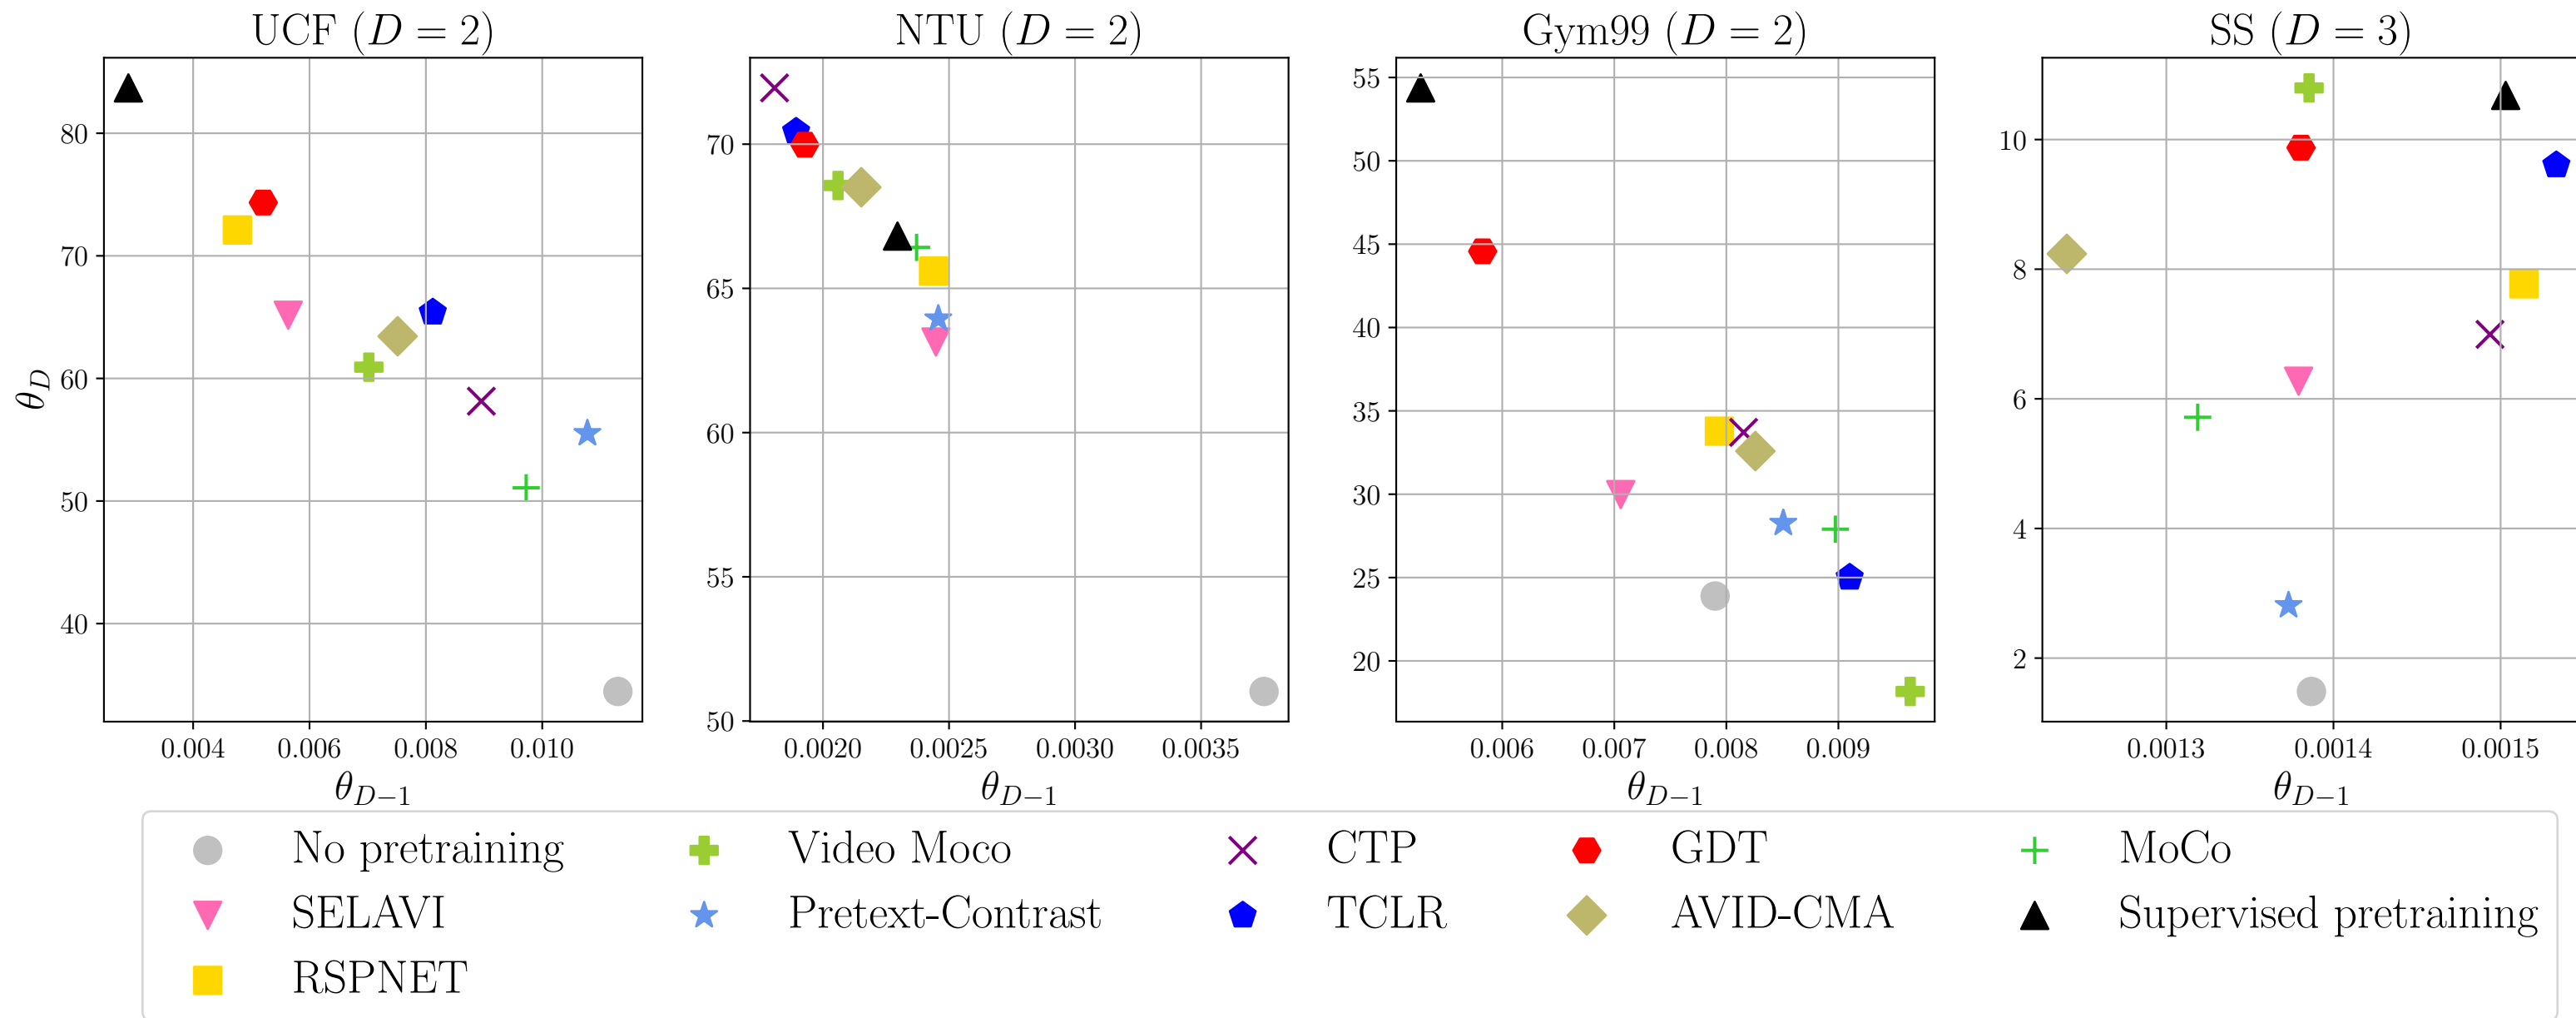 UCF (D = 2)
NTU (D = 2)
Gym99 (D = 2)
SS (D = 3)
θ_D
80
70
60
50
40
0.004 0.006 0.008 0.010
θ_{D−1}
70
65
60
55
50
0.0020 0.0025 0.0030 0.0035
θ_{D−1}
55
50
45
40
35
30
25
20
0.006 0.007 0.008 0.009
θ_{D−1}
10
8
6
4
2
0.0013 0.0014 0.0015
θ_{D−1}
No pretraining Video Moco CTP GDT MoCo
SELAVI Pretext-Contrast TCLR AVID-CMA Supervised pretraining
RSPNET